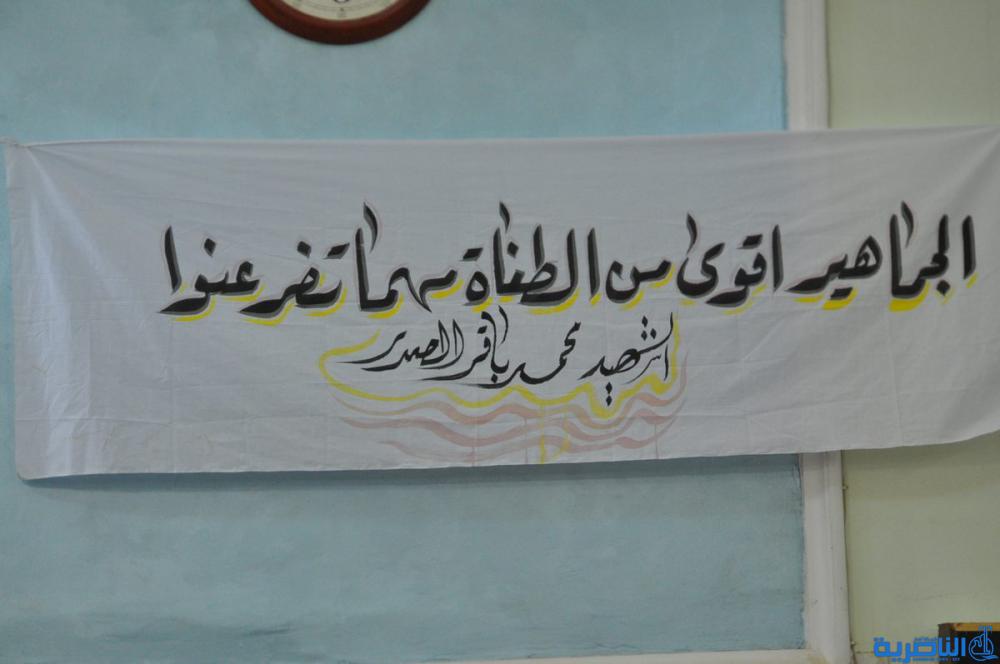 الجماهير اقوى من الطغاة مهما تفرعنوا
الشهيد محمد باقر الصدر
الناصرية